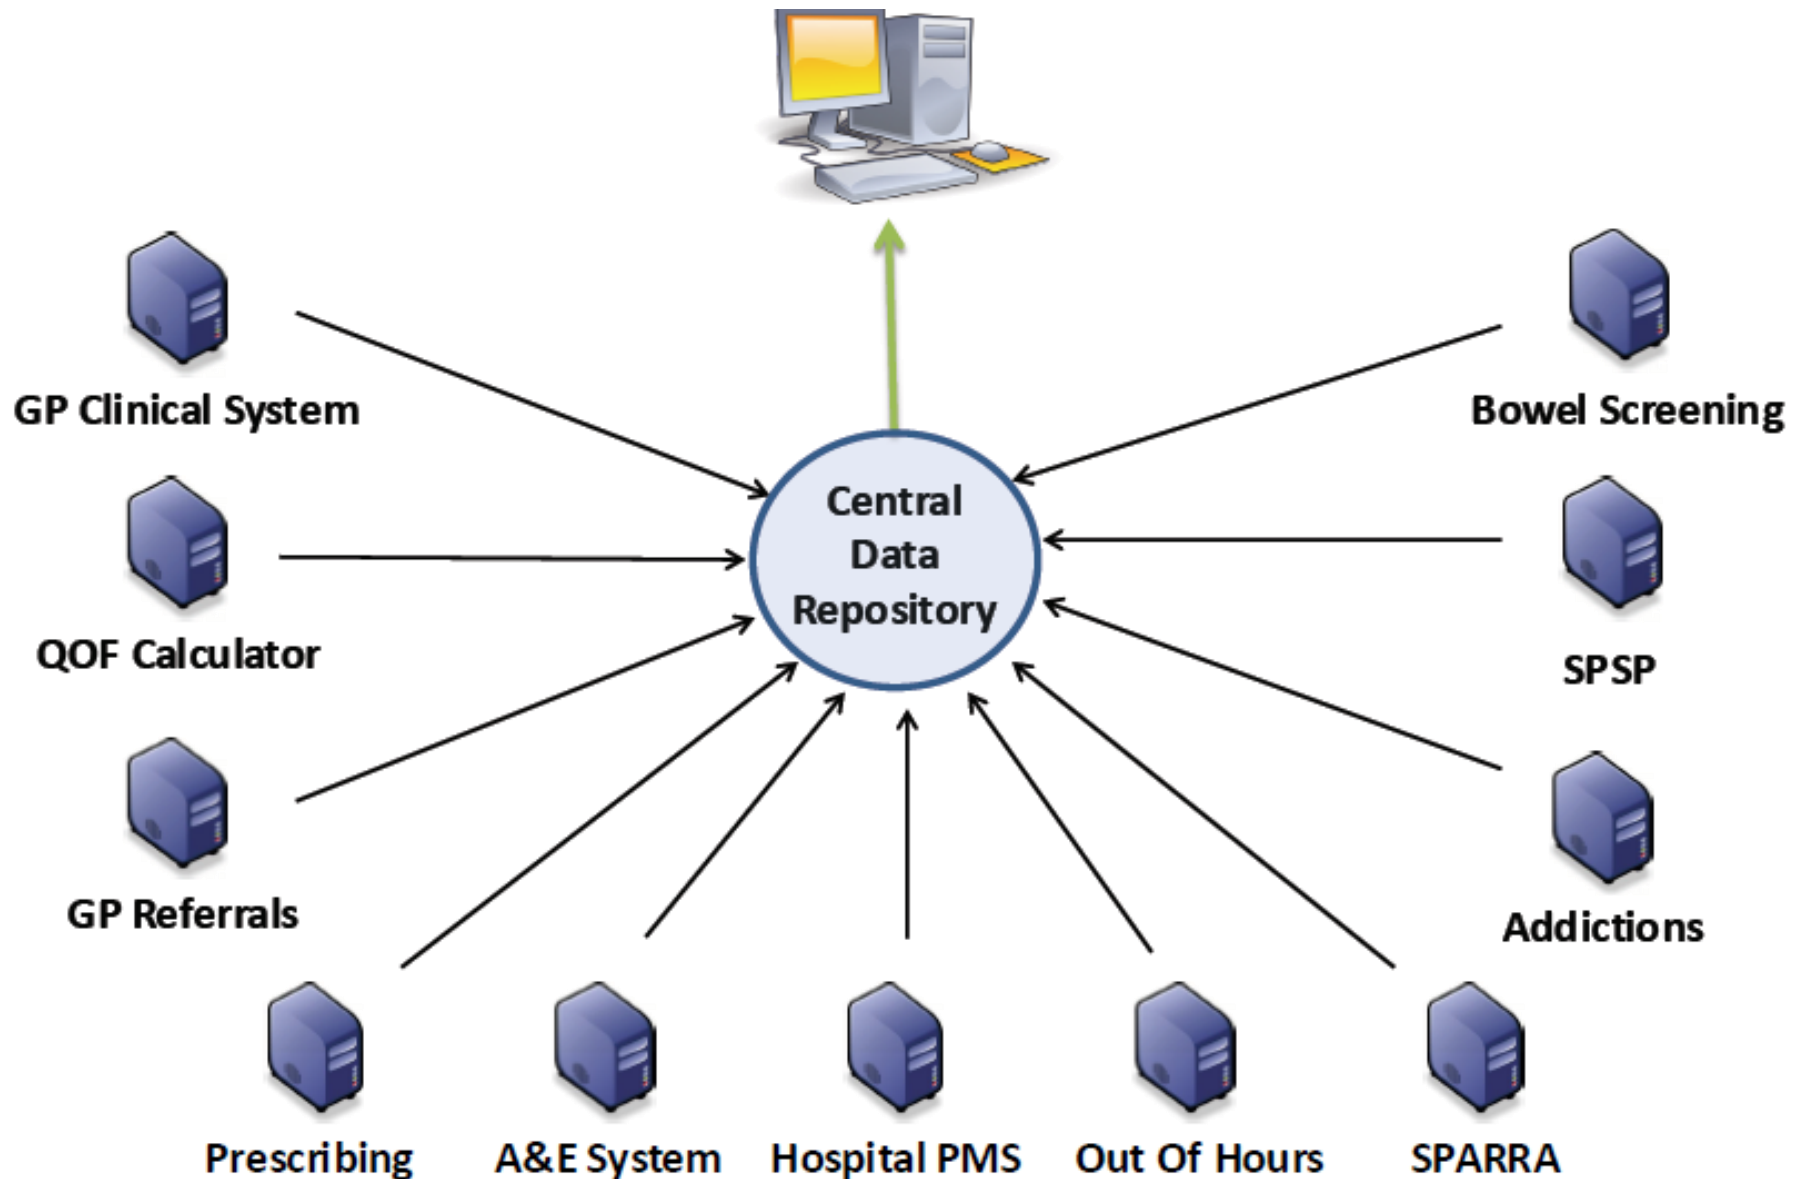 GP Clinical System
Bowel Screening
Central
Data
Repository
QOF Calculator
SPSP
GP Referrals
Addictions
Prescribing
A&E System
Hospital PMS
Out Of Hours
SPARRA